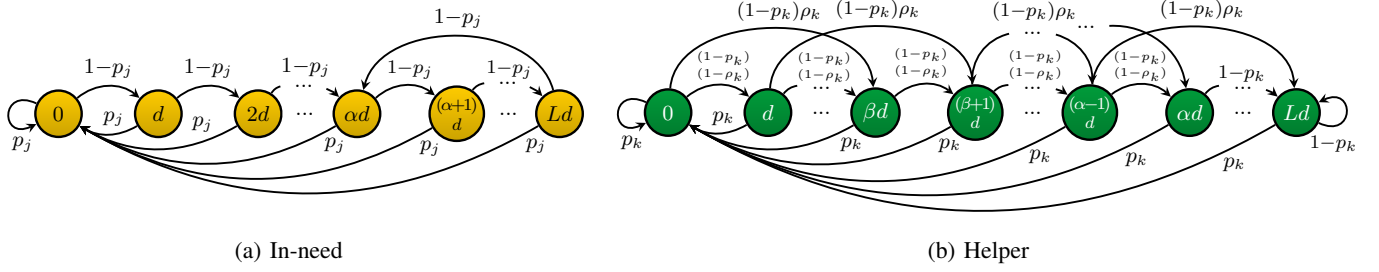 1−p_j
(1−p_k)ρ_k (1−p_k)ρ_k (1−p_k)ρ_k ... (1−p_k)ρ_k
...
1−p_j 1−p_j 1−p_j 1−p_j 1−p_j
... ...
(1−p_k) (1−p_k) (1−p_k) (1−p_k) (1−p_k)
(1−ρ_k) (1−ρ_k) (1−ρ_k) (1−ρ_k) (1−ρ_k)
1−p_k
... ... ...
0 d 2d αd (α+1) d Ld
0 d βd (β+1) d (α−1) d αd Ld
... ...
... ... ...
p_j p_j p_j p_j p_j p_j
p_k p_k p_k p_k p_k p_k p_k 1−p_k
(a) In-need
(b) Helper